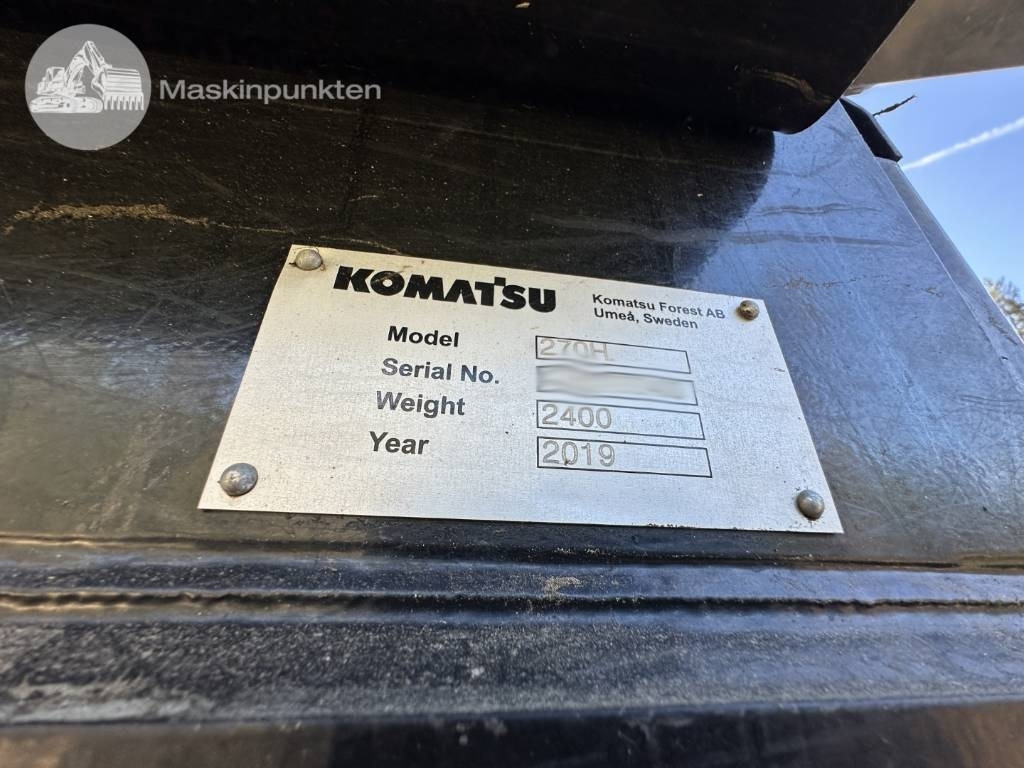 Maskinpunkten
KOMATSU
Komatsu Forest AB
Umeå, Sweden
Model 270H
Serial No.
Weight 2400
Year 2019